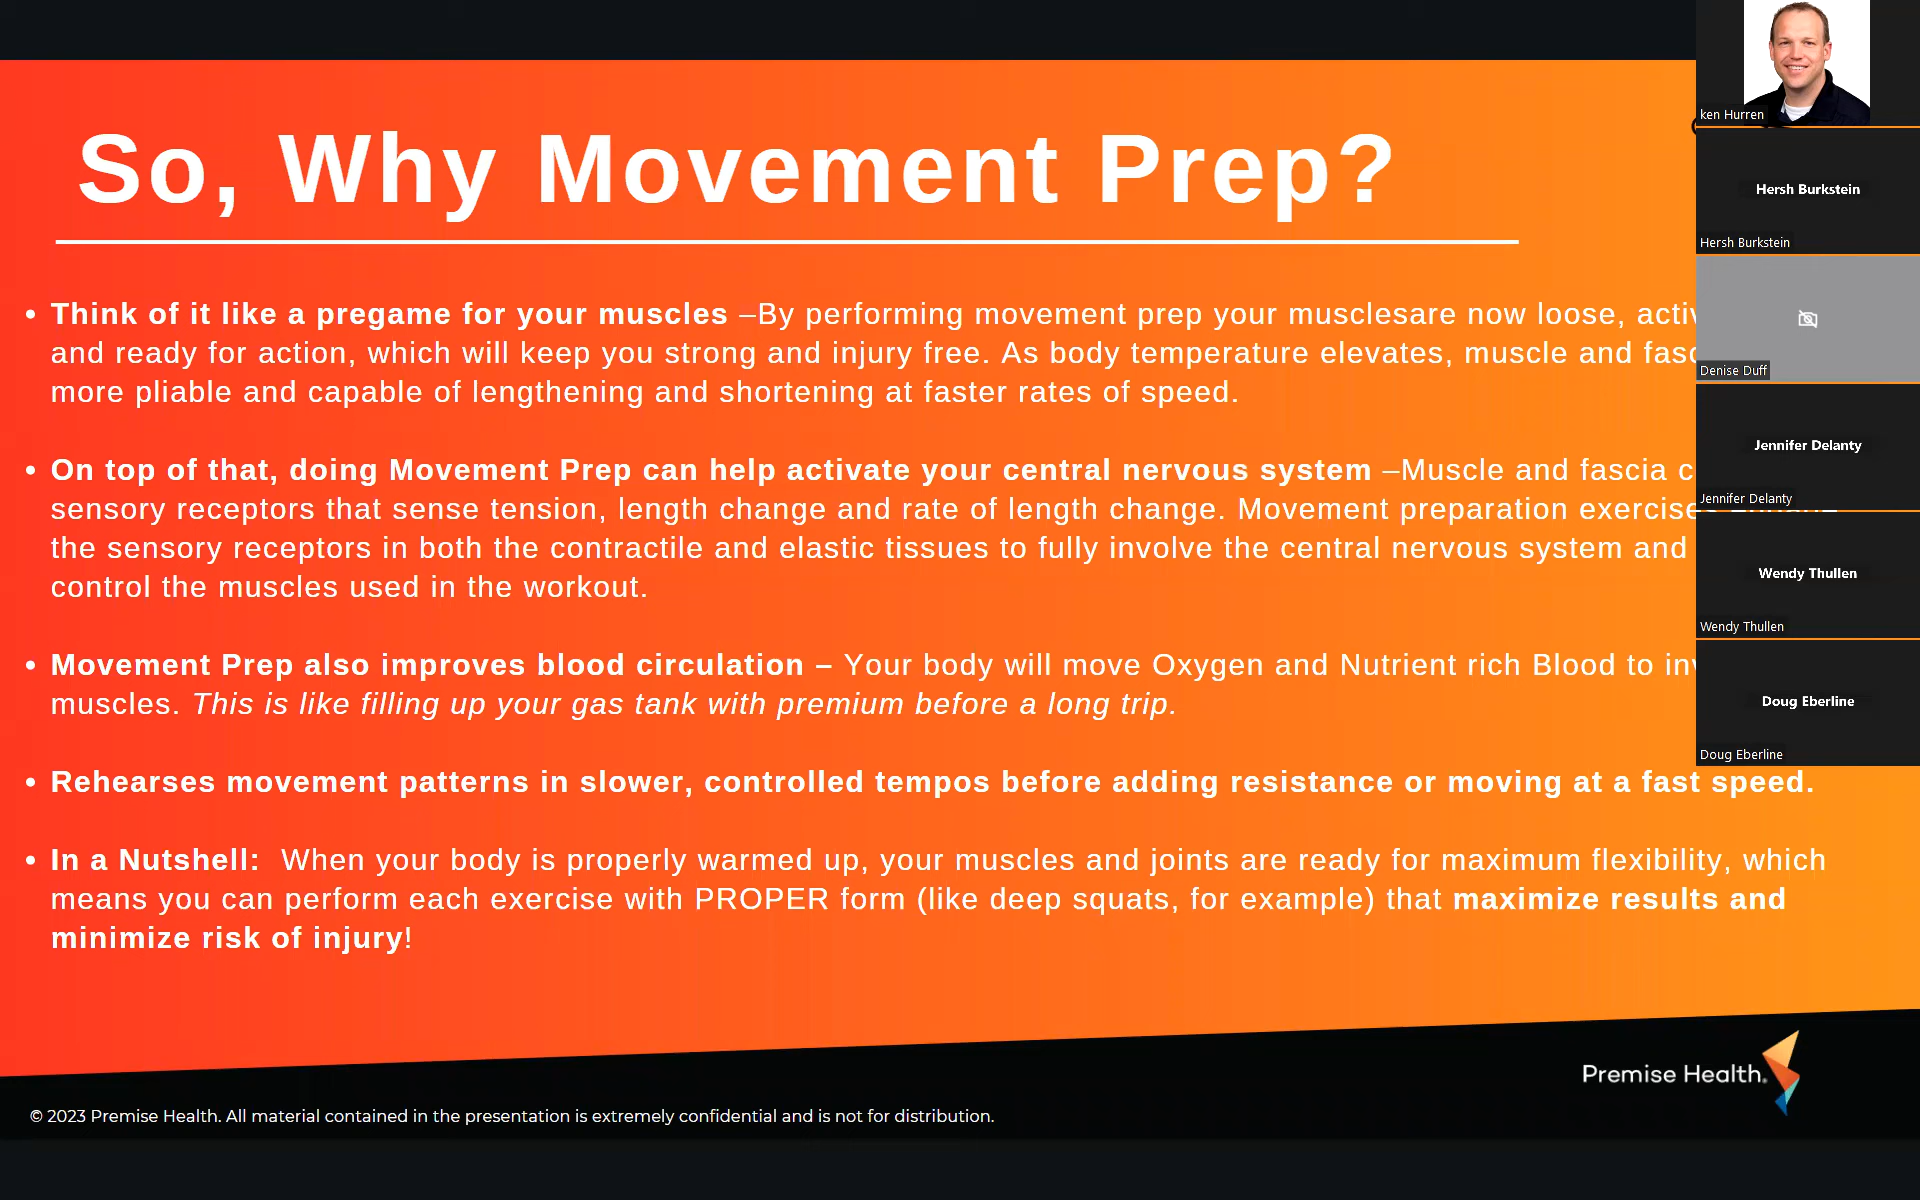 So, Why Movement Prep?
• Think of it like a pregame for your muscles –By performing movement prep your musclesare now loose,
and ready for action, which will keep you strong and injury free. As body temperature elevates, muscle and
more pliable and capable of lengthening and shortening at faster rates of speed.
• On top of that, doing Movement Prep can help activate your central nervous system –Muscle and fascia
sensory receptors that sense tension, length change and rate of length change. Movement preparation exercises
the sensory receptors in both the contractile and elastic tissues to fully involve the central nervous system and
control the muscles used in the workout.
• Movement Prep also improves blood circulation – Your body will move Oxygen and Nutrient rich Blood to
muscles. This is like filling up your gas tank with premium before a long trip.
• Rehearses movement patterns in slower, controlled tempos before adding resistance or moving at a fast speed.
• In a Nutshell: When your body is properly warmed up, your muscles and joints are ready for maximum flexibility, which
means you can perform each exercise with PROPER form (like deep squats, for example) that maximize results and
minimize risk of injury!
Premise Health.
© 2023 Premise Health. All material contained in the presentation is extremely confidential and is not for distribution.
ken Hurren
Hersh Burkstein
Hersh Burkstein
Denise Duff
Jennifer Delanty
Jennifer Delanty
Wendy Thullen
Wendy Thullen
Doug Eberline
Doug Eberline